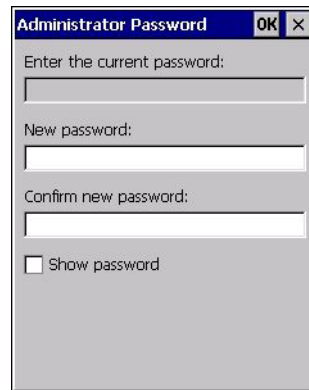 Administrator Password OK ×
Enter the current password:
New password:
Confirm new password:
Show password